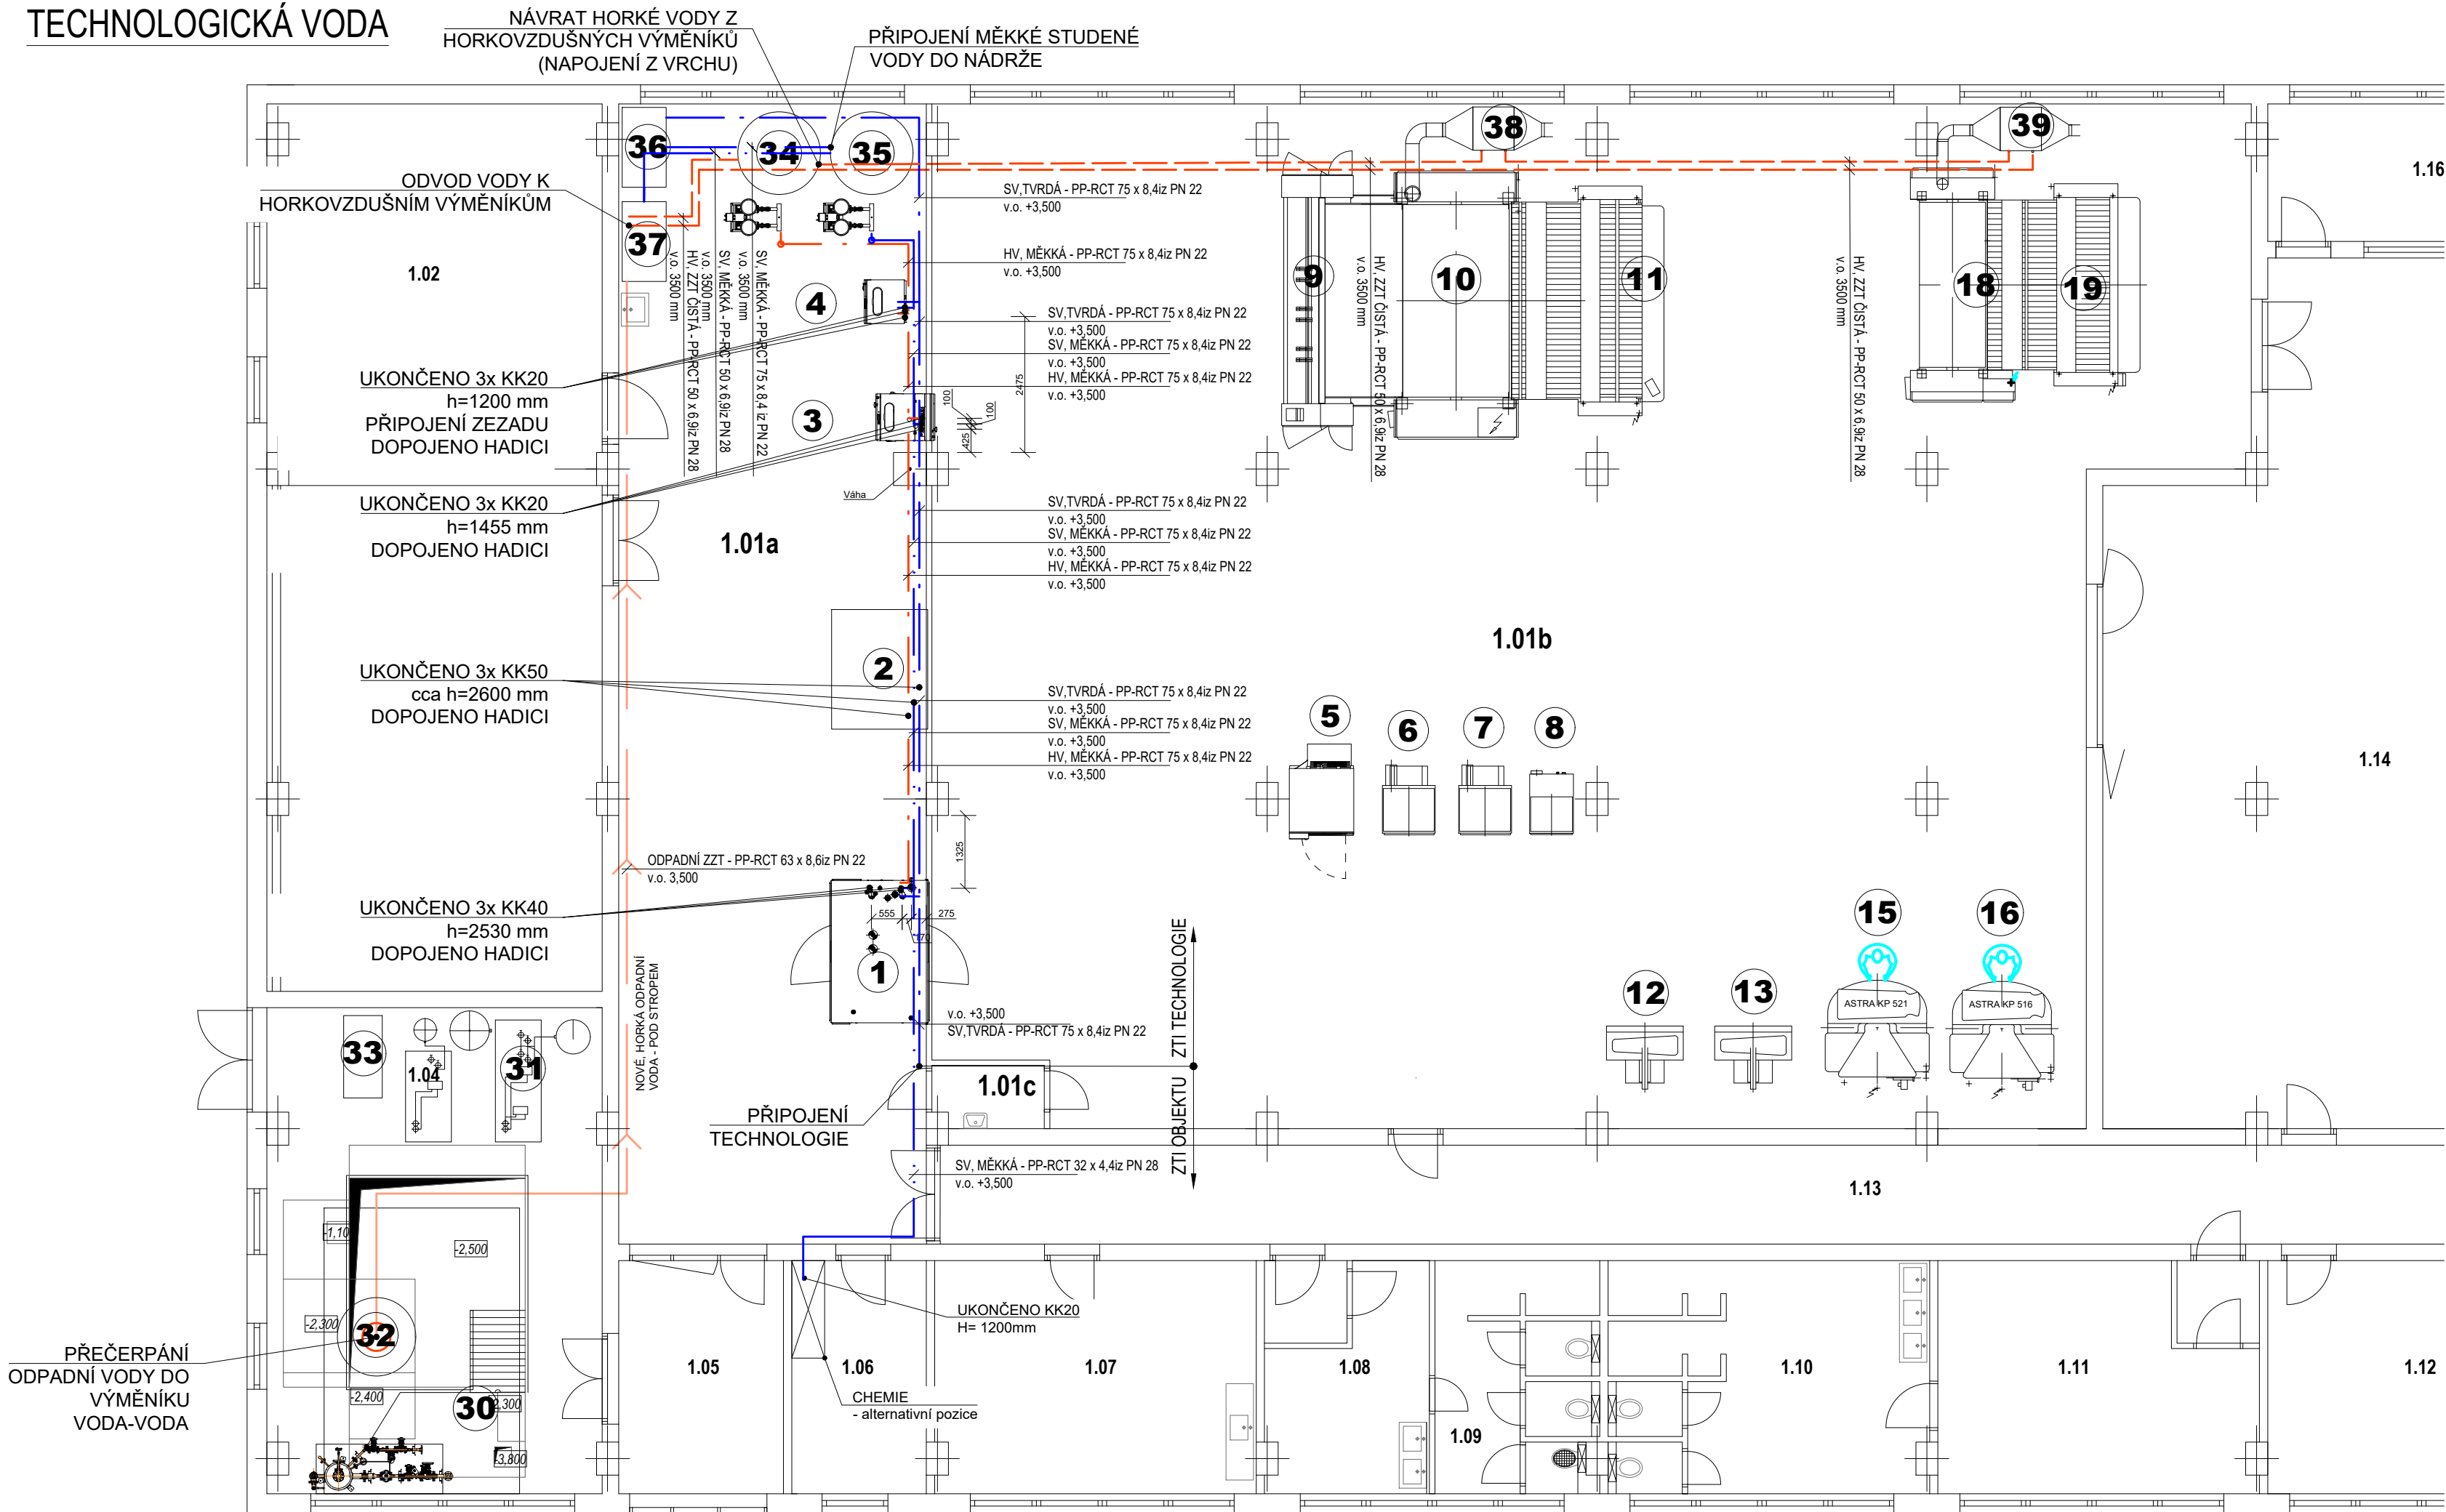 TECHNOLOGICKÁ VODA
NÁVRAT HORKÉ VODY Z
HORKOVZDUŠNÝCH VÝMĚNÍKŮ
(NAPOJENÍ Z VRCHU)
PŘIPOJENÍ MĚKKÉ STUDENÉ
VODY DO NÁDRŽE
36
34
35
38
39
1.16
ODVOD VODY K
HORKOVZDUŠNÍM VÝMĚNÍKŮM
37
1.02
SV,TVRDÁ - PP-RCT 75 x 8,4iz PN 22
v.o. +3,500
HV, MĚKKÁ - PP-RCT 75 x 8,4iz PN 22
v.o. +3,500
SV,TVRDÁ - PP-RCT 75 x 8,4iz PN 22
v.o. +3,500
SV, MĚKKÁ - PP-RCT 75 x 8,4iz PN 22
v.o. +3,500
HV, MĚKKÁ - PP-RCT 75 x 8,4iz PN 22
v.o. +3,500
v.o. 3500 mm
HV, ZZT ČISTÁ - PP-RCT 50 x 6,9iz PN 28
v.o. 3500 mm
SV, MĚKKÁ - PP-RCT 50 x 6,9iz PN 28
v.o. 3500 mm
SV, MĚKKÁ - PP-RCT 75 x 8,4 iz PN 22
4
3
9
10
11
18
19
HV, ZZT ČISTÁ - PP-RCT 50 x 6,9iz PN 28
v.o. 3500 mm
HV, ZZT ČISTÁ - PP-RCT 50 x 6,9iz PN 28
v.o. 3500 mm
UKONČENO 3x KK20
h=1200 mm
PŘIPOJENÍ ZEZADU
DOPOJENO HADICI
100
100
425
2475
UKONČENO 3x KK20
h=1455 mm
DOPOJENO HADICI
Váha
1.01a
SV,TVRDÁ - PP-RCT 75 x 8,4iz PN 22
v.o. +3,500
SV, MĚKKÁ - PP-RCT 75 x 8,4iz PN 22
v.o. +3,500
HV, MĚKKÁ - PP-RCT 75 x 8,4iz PN 22
v.o. +3,500
1.01b
UKONČENO 3x KK50
cca h=2600 mm
DOPOJENO HADICI
2
SV,TVRDÁ - PP-RCT 75 x 8,4iz PN 22
v.o. +3,500
SV, MĚKKÁ - PP-RCT 75 x 8,4iz PN 22
v.o. +3,500
HV, MĚKKÁ - PP-RCT 75 x 8,4iz PN 22
v.o. +3,500
5
6
7
8
1.14
ODPADNÍ ZZT - PP-RCT 63 x 8,6iz PN 22
v.o. 3,500
1325
UKONČENO 3x KK40
h=2530 mm
DOPOJENO HADICI
555
170
275
1
NOVÉ, HORKÁ ODPADNÍ
VODA - POD STROPEM
v.o. +3,500
SV,TVRDÁ - PP-RCT 75 x 8,4iz PN 22
ZTI TECHNOLOGIE
ZTI OBJEKTU
12
13
15
16
ASTRA KP 521
ASTRA KP 516
33
1.04
31
1.01c
PŘIPOJENÍ
TECHNOLOGIE
SV, MĚKKÁ - PP-RCT 32 x 4,4iz PN 28
v.o. +3,500
1.13
-1,10
-2,500
-2,300
32
-2,400
30
-3,800
PŘEČERPÁNÍ
ODPADNÍ VODY DO
VÝMĚNÍKU
VODA-VODA
UKONČENO KK20
H= 1200mm
CHEMIE
- alternativní pozice
1.05
1.06
1.07
1.08
1.09
1.10
1.11
1.12